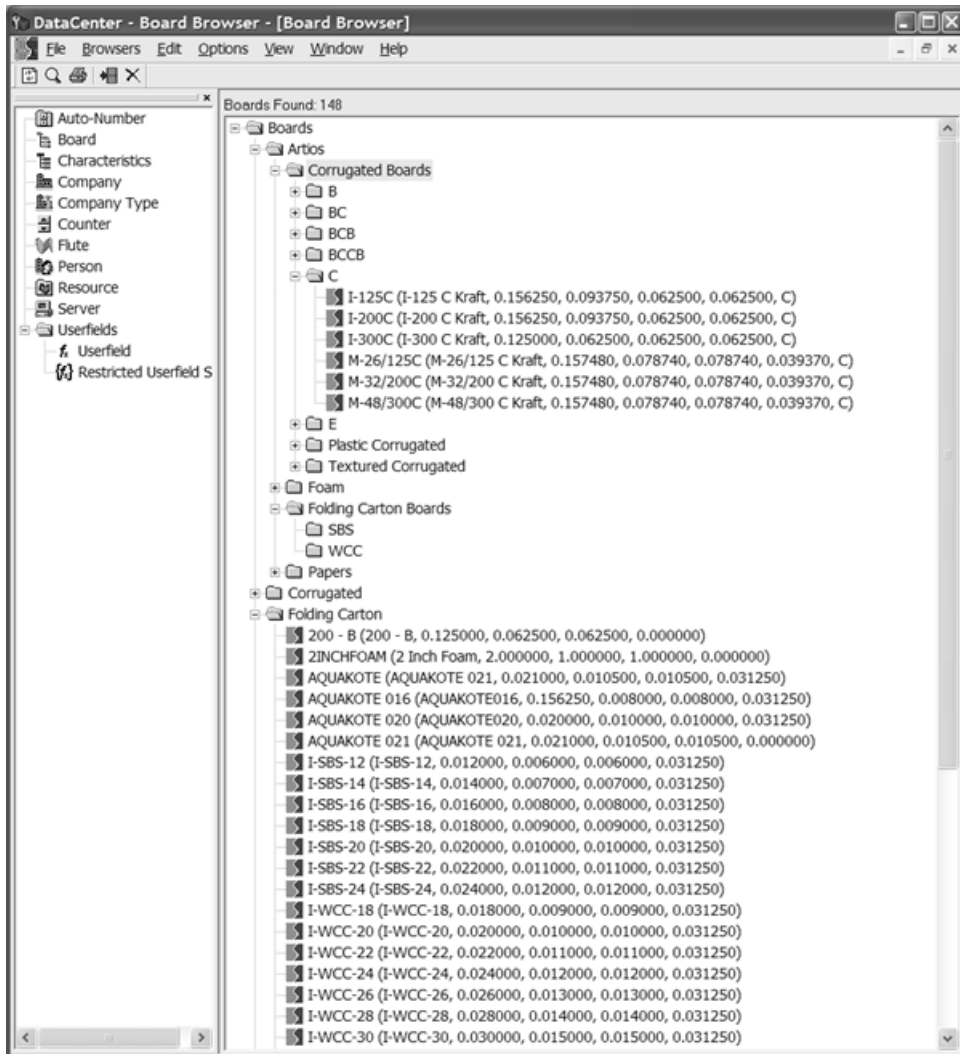 DataCenter - Board Browser - [Board Browser]
File Browsers Edit Options View Window Help
Auto-Number
Board
Characteristics
Company
Company Type
Counter
Flute
Person
Resource
Server
Userfields
Userfield
Restricted Userfield S
Boards Found: 148
Boards
Artios
Corrugated Boards
B
BC
BCB
BCCB
C
I-125C (I-125 C Kraft, 0.156250, 0.093750, 0.062500, 0.062500, C)
I-200C (I-200 C Kraft, 0.156250, 0.093750, 0.062500, 0.062500, C)
I-300C (I-300 C Kraft, 0.125000, 0.062500, 0.062500, 0.062500, C)
M-26/125C (M-26/125 C Kraft, 0.157480, 0.078740, 0.078740, 0.039370, C)
M-32/200C (M-32/200 C Kraft, 0.157480, 0.078740, 0.078740, 0.039370, C)
M-48/300C (M-48/300 C Kraft, 0.157480, 0.078740, 0.078740, 0.039370, C)
E
Plastic Corrugated
Textured Corrugated
Foam
Folding Carton Boards
SBS
WCC
Papers
Corrugated
Folding Carton
200 - B (200 - B, 0.125000, 0.062500, 0.062500, 0.000000)
2INCHFOAM (2 Inch Foam, 2.000000, 1.000000, 1.000000, 0.000000)
AQUAKOTE (AQUAKOTE 021, 0.021000, 0.010500, 0.010500, 0.031250)
AQUAKOTE 016 (AQUAKOTE016, 0.156250, 0.008000, 0.008000, 0.031250)
AQUAKOTE 020 (AQUAKOTE020, 0.020000, 0.010000, 0.010000, 0.031250)
AQUAKOTE 021 (AQUAKOTE 021, 0.021000, 0.010500, 0.010500, 0.000000)
I-SBS-12 (I-SBS-12, 0.012000, 0.006000, 0.006000, 0.031250)
I-SBS-14 (I-SBS-14, 0.014000, 0.007000, 0.007000, 0.031250)
I-SBS-16 (I-SBS-16, 0.016000, 0.008000, 0.008000, 0.031250)
I-SBS-18 (I-SBS-18, 0.018000, 0.009000, 0.009000, 0.031250)
I-SBS-20 (I-SBS-20, 0.020000, 0.010000, 0.010000, 0.031250)
I-SBS-22 (I-SBS-22, 0.022000, 0.011000, 0.011000, 0.031250)
I-SBS-24 (I-SBS-24, 0.024000, 0.012000, 0.012000, 0.031250)
I-WCC-18 (I-WCC-18, 0.018000, 0.009000, 0.009000, 0.031250)
I-WCC-20 (I-WCC-20, 0.020000, 0.010000, 0.010000, 0.031250)
I-WCC-22 (I-WCC-22, 0.022000, 0.011000, 0.011000, 0.031250)
I-WCC-24 (I-WCC-24, 0.024000, 0.012000, 0.012000, 0.031250)
I-WCC-26 (I-WCC-26, 0.026000, 0.013000, 0.013000, 0.031250)
I-WCC-28 (I-WCC-28, 0.028000, 0.014000, 0.014000, 0.031250)
I-WCC-30 (I-WCC-30, 0.030000, 0.015000, 0.015000, 0.031250)